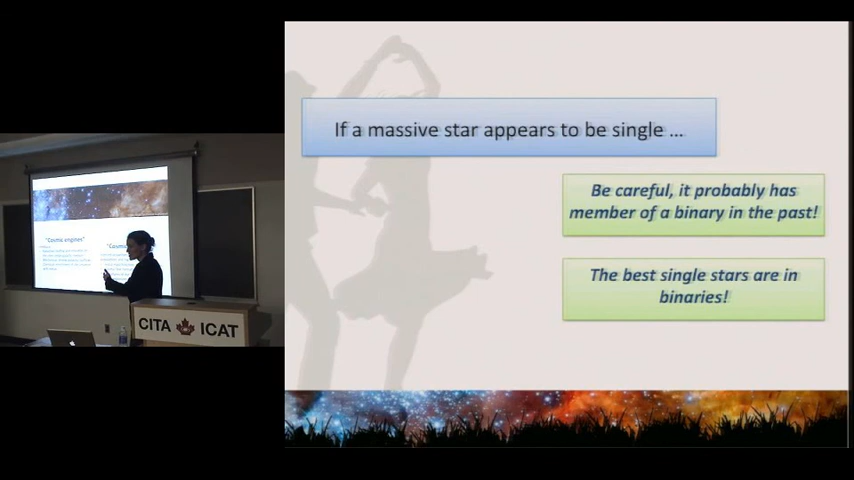 If a massive star appears to be single ...
Be careful, it probably has
member of a binary in the past!
The best single stars are in
binaries!
"Cosmic engines"
CITA ICAT